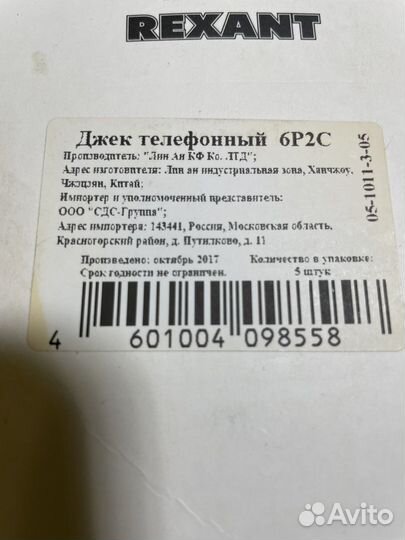 REXANT
Джек телефонный 6P2C
Производитель: "Лин Ан КФ Ко. ЛТД";
Адрес изготовителя: Лин ан индустриальная зона, Ханчжоу,
Чжэцзян, Китай;
Импортер и уполномоченный представитель:
ООО "СДС-Группа";
Адрес импортера: 143441, Россия, Московская область,
Красногорский район, д. Путилково, д. 11
Произведено: октябрь 2017
Срок годности не ограничен.
Количество в упаковке:
5 штук
05-1011-3-05
4 601004 098558
Avito